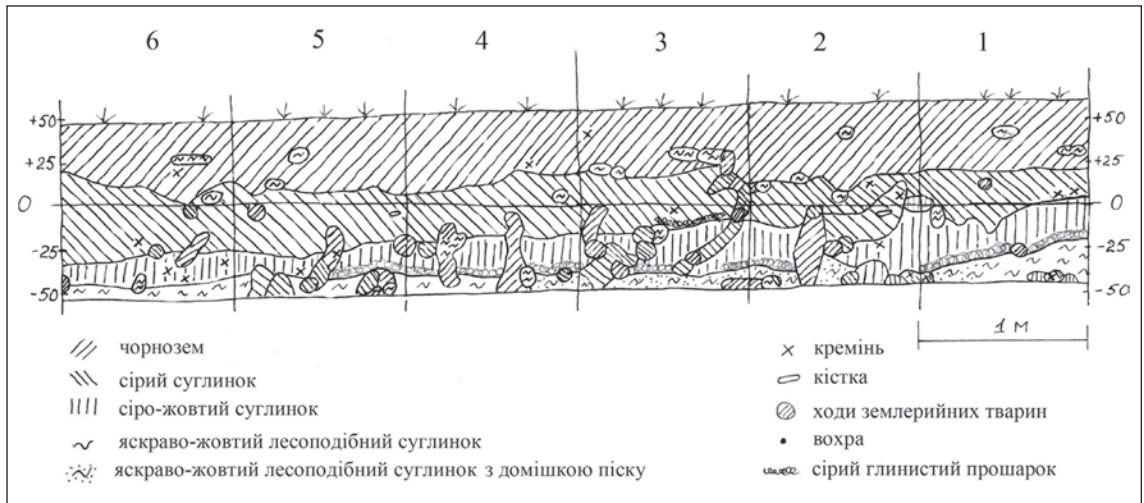 6 5 4 3 2 1
+50 +50
+25 +25
0 0
-25 -25
-50 -50
1 м
чорнозем
сірий суглинок
сіро-жовтий суглинок
яскраво-жовтий лесоподібний суглинок
яскраво-жовтий лесоподібний суглинок з домішкою піску
кремінь
кістка
ходи землерийних тварин
вохра
сірий глинистий прошарок